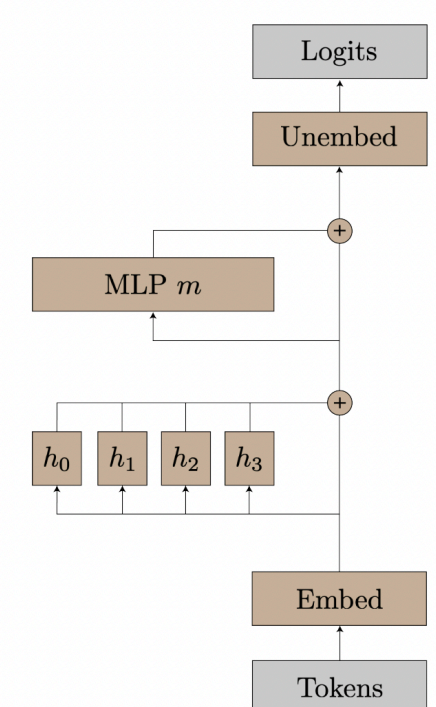 Logits
Unembed
+
MLP m
+
h₀ h₁ h₂ h₃
Embed
Tokens